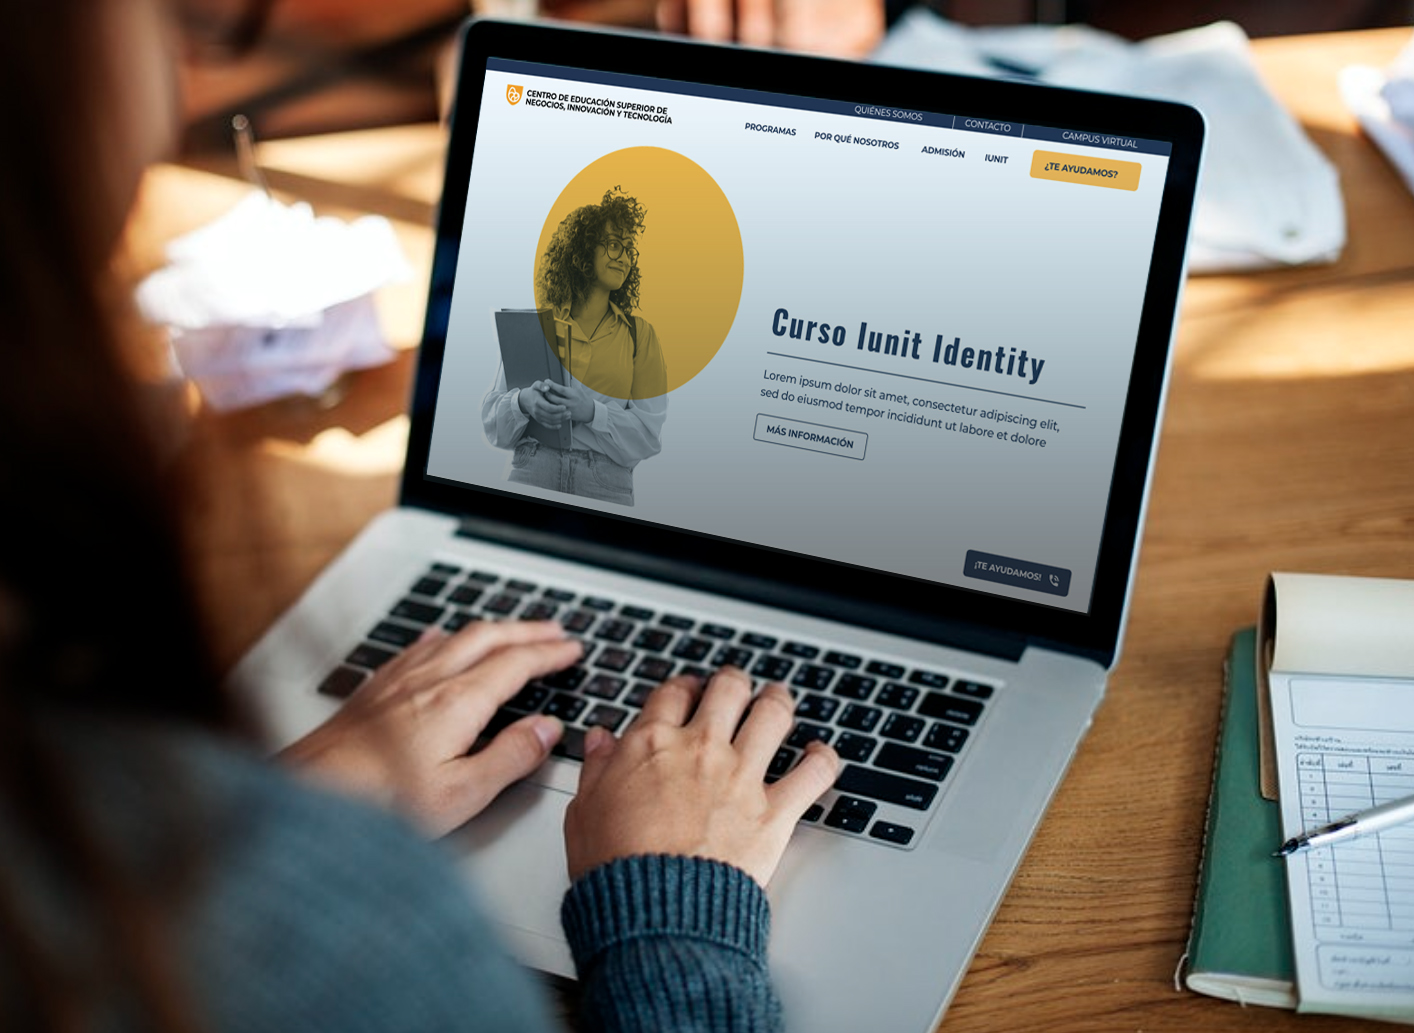 QUIÉNES SOMOS
CONTACTO
CAMPUS VIRTUAL
CENTRO DE EDUCACIÓN SUPERIOR DE
NEGOCIOS, INNOVACIÓN Y TECNOLOGÍA
PROGRAMAS
POR QUÉ NOSOTROS
ADMISIÓN
IUNIT
¿TE AYUDAMOS?
Curso Iunit Identity
Lorem ipsum dolor sit amet, consectetur adipiscing elit,
sed do eiusmod tempor incididunt ut labore et dolore
MÁS INFORMACIÓN
¡TE AYUDAMOS!